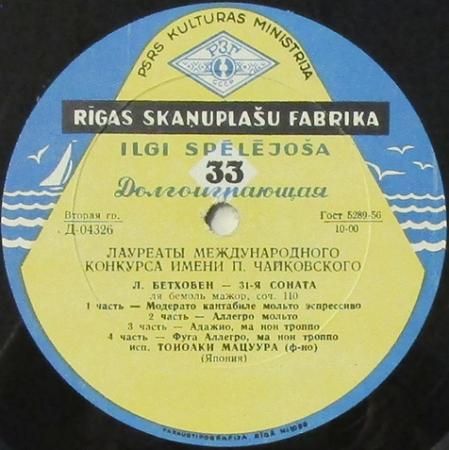 PSRS KULTURAS MINISTRIJA
РЗГ
СССР
RĪGAS SKAŅUPLAŠU FABRIKA
ILGI SPĒLĒJOŠA
33
Долгоиграющая
Вторая гр. Гост 5289-56
Д-04326 10-00
ЛАУРЕАТЫ МЕЖДУНАРОДНОГО
КОНКУРСА ИМЕНИ П. ЧАЙКОВСКОГО
Л. БЕТХОВЕН — 31-Я СОНАТА
ля бемоль мажор, соч. 110
1 часть — Модерато кантабиле мольто эспрессиво
2 часть — Аллегро мольто
3 часть — Адажио, ма нон троппо
4 часть — Фуга Аллегро, ма нон троппо
исп. ТОИОАКИ МАЦУУРА (ф-но)
(Япония)
PARAUGTIPOGRAFIJA, RĪGĀ